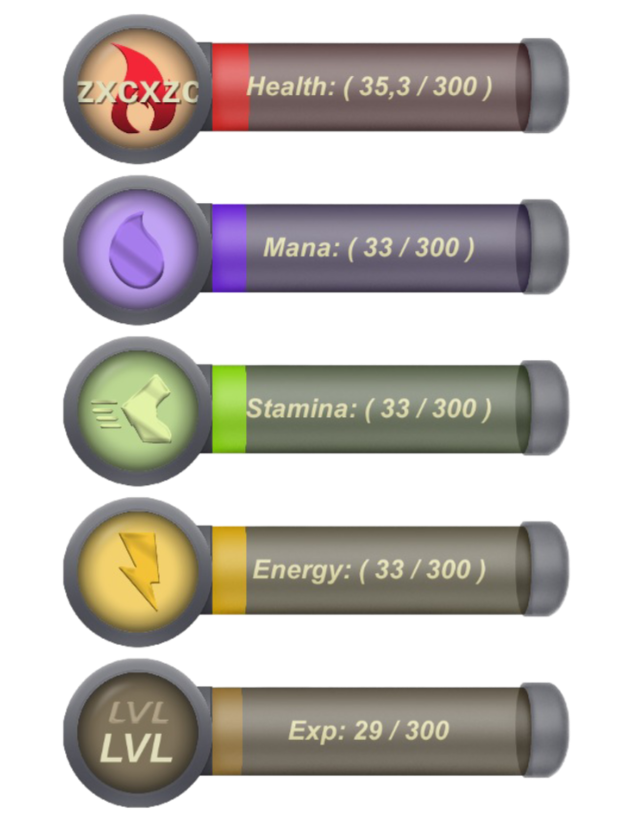 ZXCXZC
Health: ( 35,3 / 300 )
Mana: ( 33 / 300 )
Stamina: ( 33 / 300 )
Energy: ( 33 / 300 )
LVL
LVL
Exp: 29 / 300